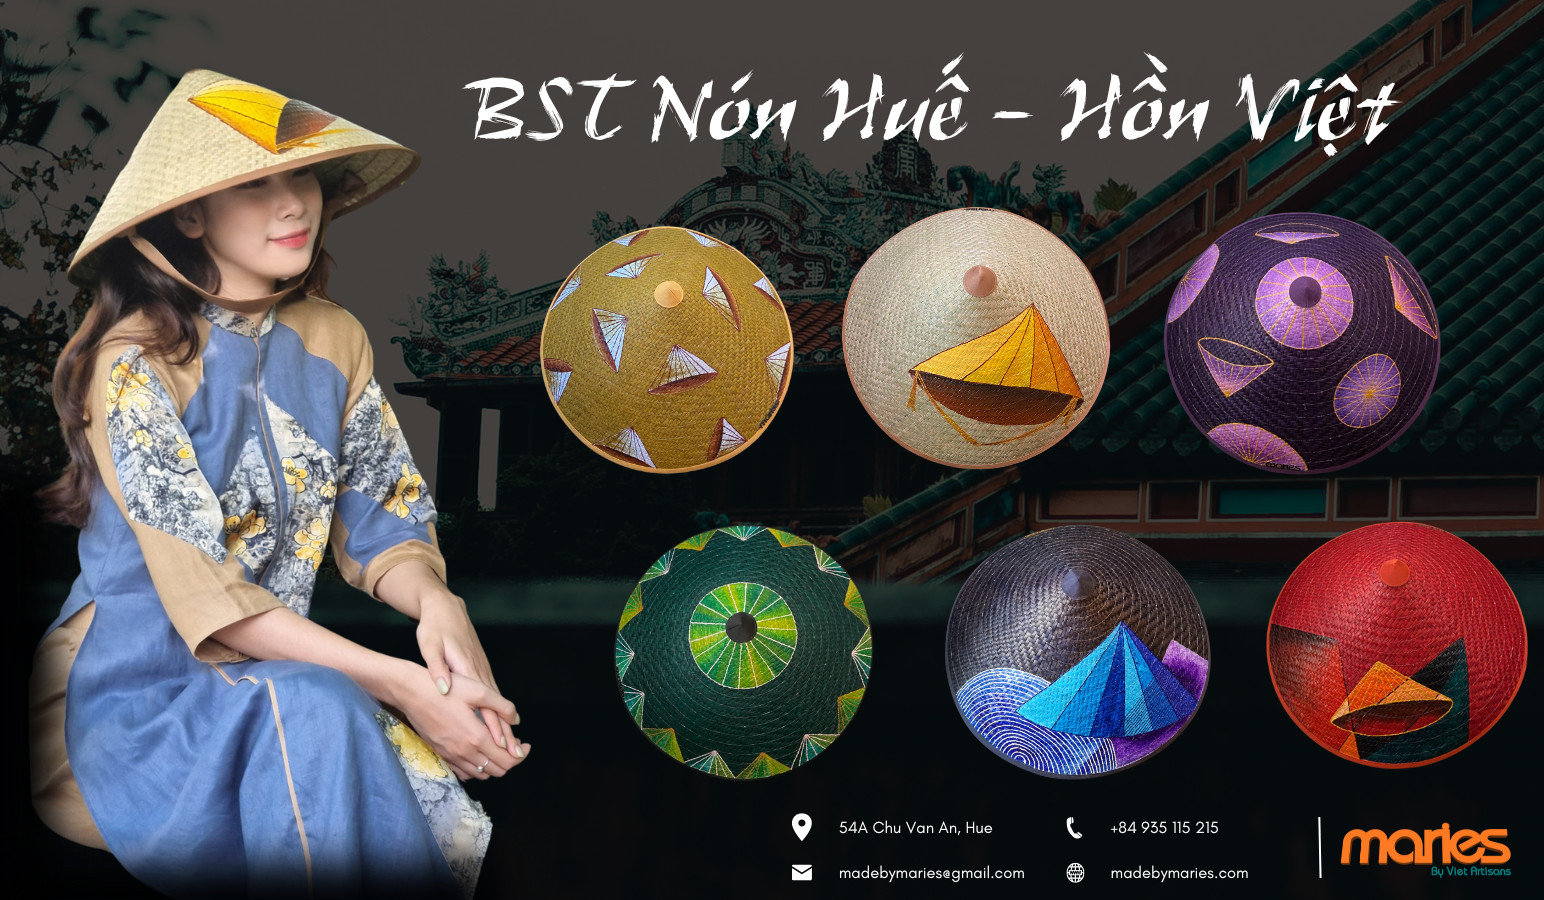 BST Nón Huế - Hồn Việt
maries
54A Chu Van An, Hue
+84 935 115 215
madebymaries@gmail.com
madebymaries.com
maries
By Viet Artisans